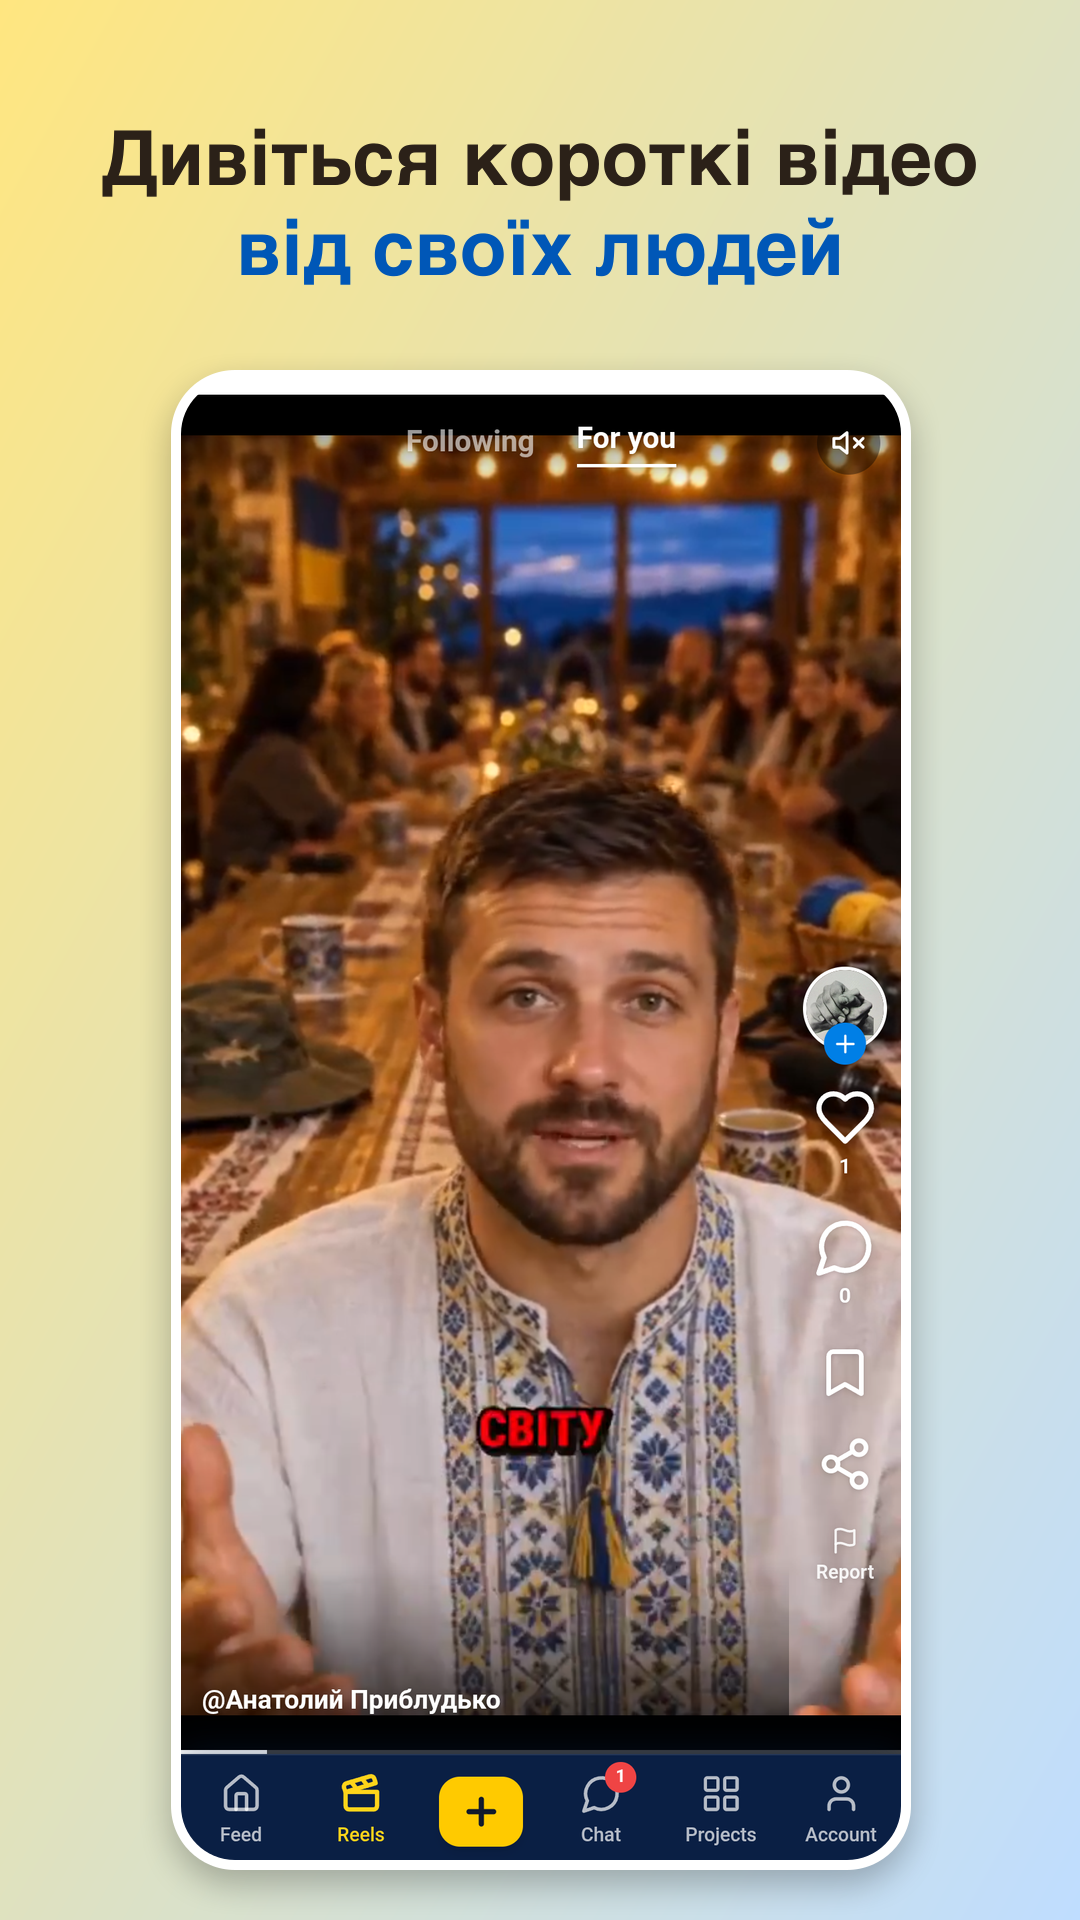 Дивіться короткі відео
від своїх людей
Following
For you
1
0
СВІТУ
Report
@Анатолий Приблудько
1
Feed
Reels
Chat
Projects
Account